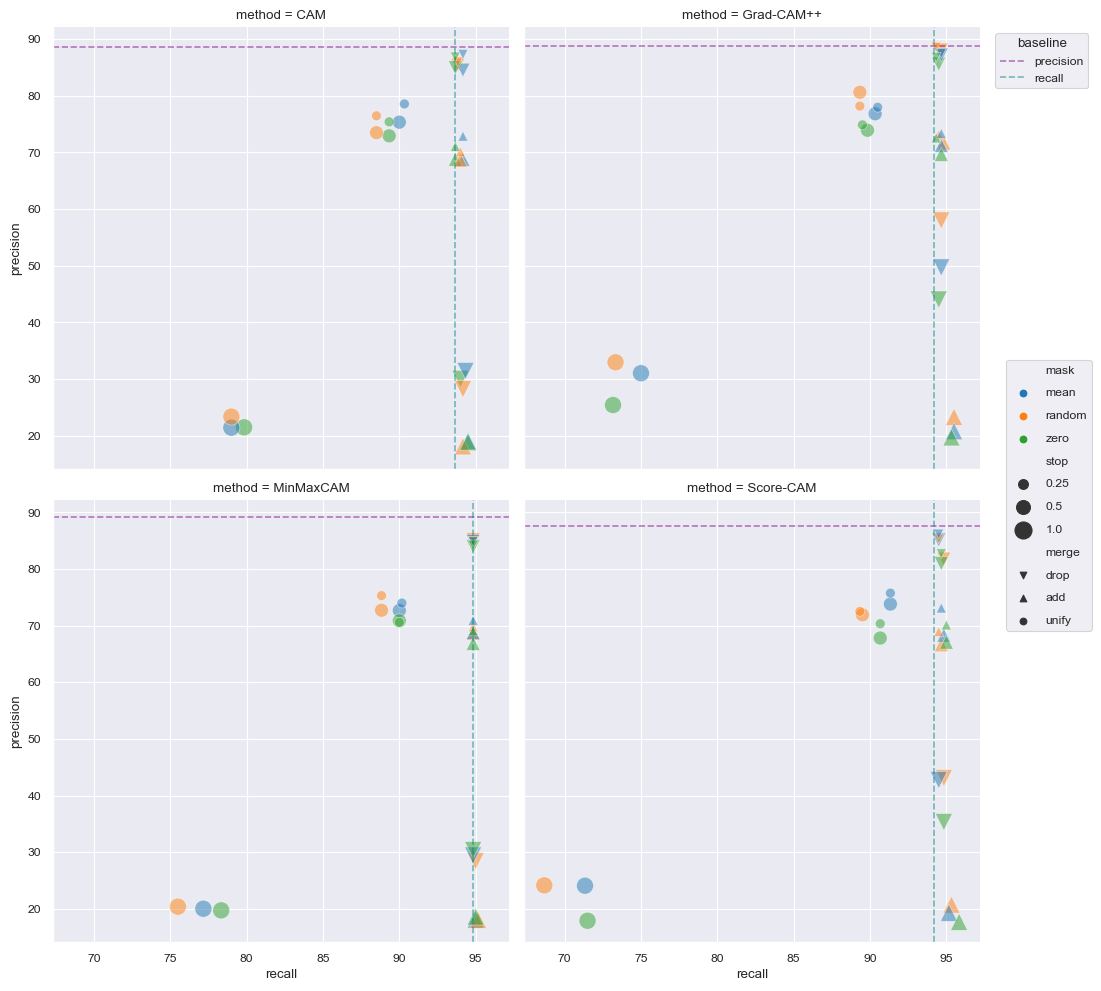 method = CAM
method = Grad-CAM++
baseline
precision
recall
90
80
70
60
50
40
30
20
precision
mask
mean
random
zero
stop
0.25
0.5
1.0
merge
drop
add
unify
method = MinMaxCAM
method = Score-CAM
90
80
70
60
50
40
30
20
precision
70 75 80 85 90 95
recall
70 75 80 85 90 95
recall